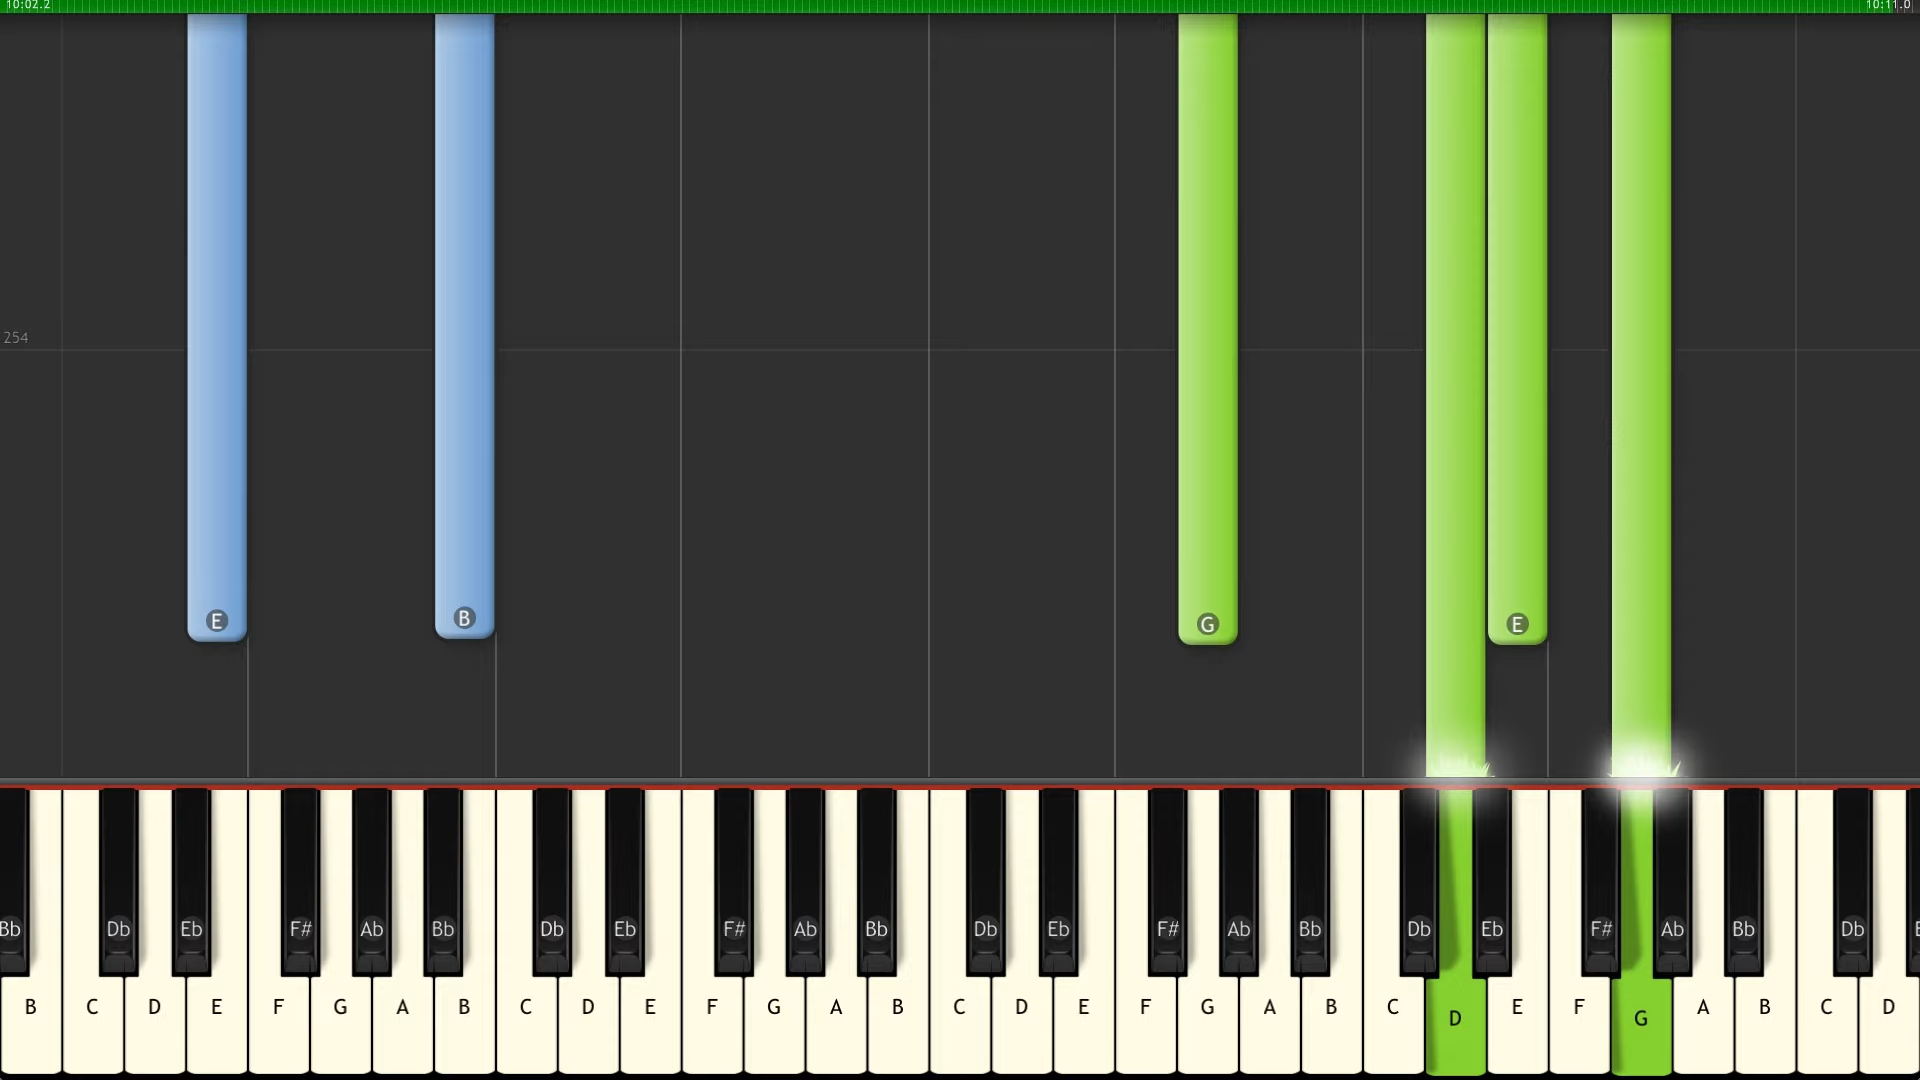 10:02.2 10:11.0
254
E B G E
Bb Db Eb F# Ab Bb Db Eb F# Ab Bb Db Eb F# Ab Bb Db Eb F# Ab Bb Db
B C D E F G A B C D E F G A B C D E F G A B C D E F G A B C D